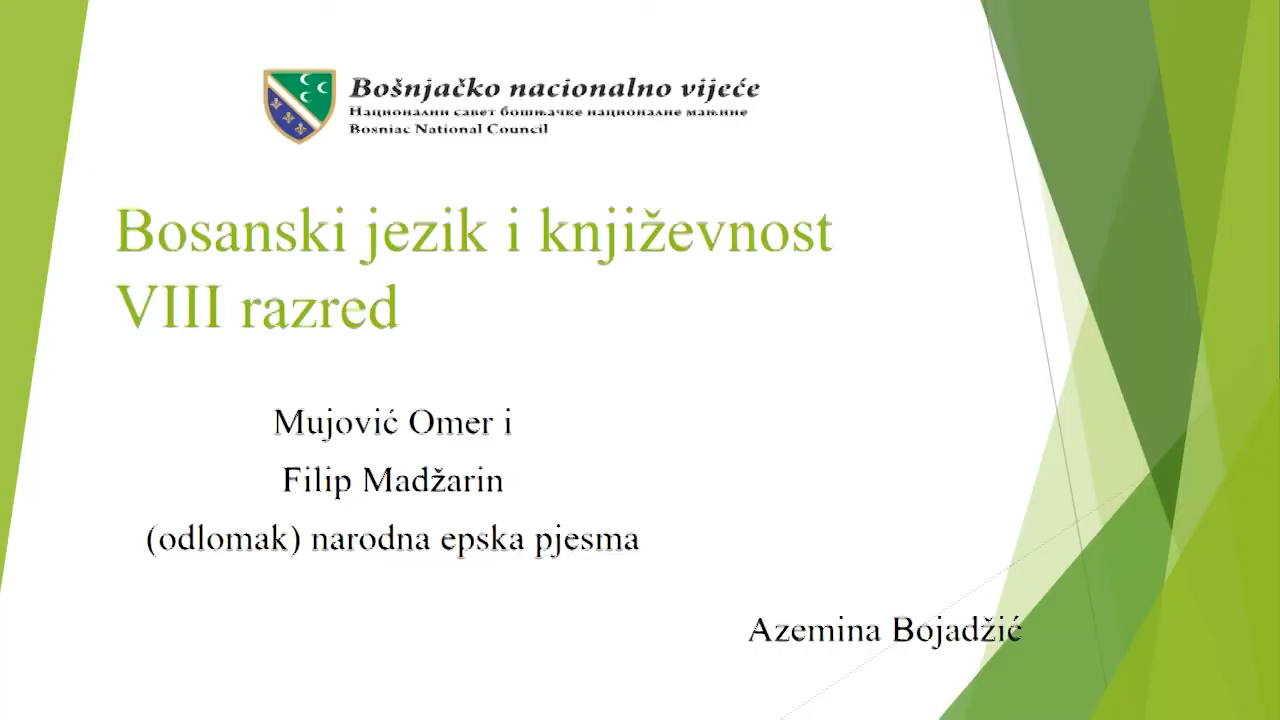 Bošnjačko nacionalno vijeće
Национални савет бошњачке националне мањине
Bosniac National Council
Bosanski jezik i književnost
VIII razred
Mujović Omer i
Filip Madžarin
(odlomak) narodna epska pjesma
Azemina Bojadžić